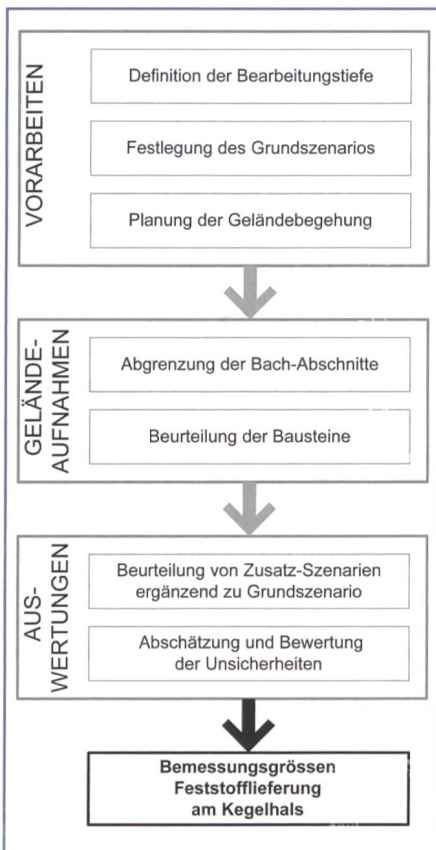 VORARBEITEN
Definition der Bearbeitungstiefe
Festlegung des Grundszenarios
Planung der Geländebegehung
GELÄNDE-
AUFNAHMEN
Abgrenzung der Bach-Abschnitte
Beurteilung der Bausteine
AUS-
WERTUNGEN
Beurteilung von Zusatz-Szenarien
ergänzend zu Grundszenario
Abschätzung und Bewertung
der Unsicherheiten
Bemessungsgrössen
Feststofflieferung
am Kegelhals